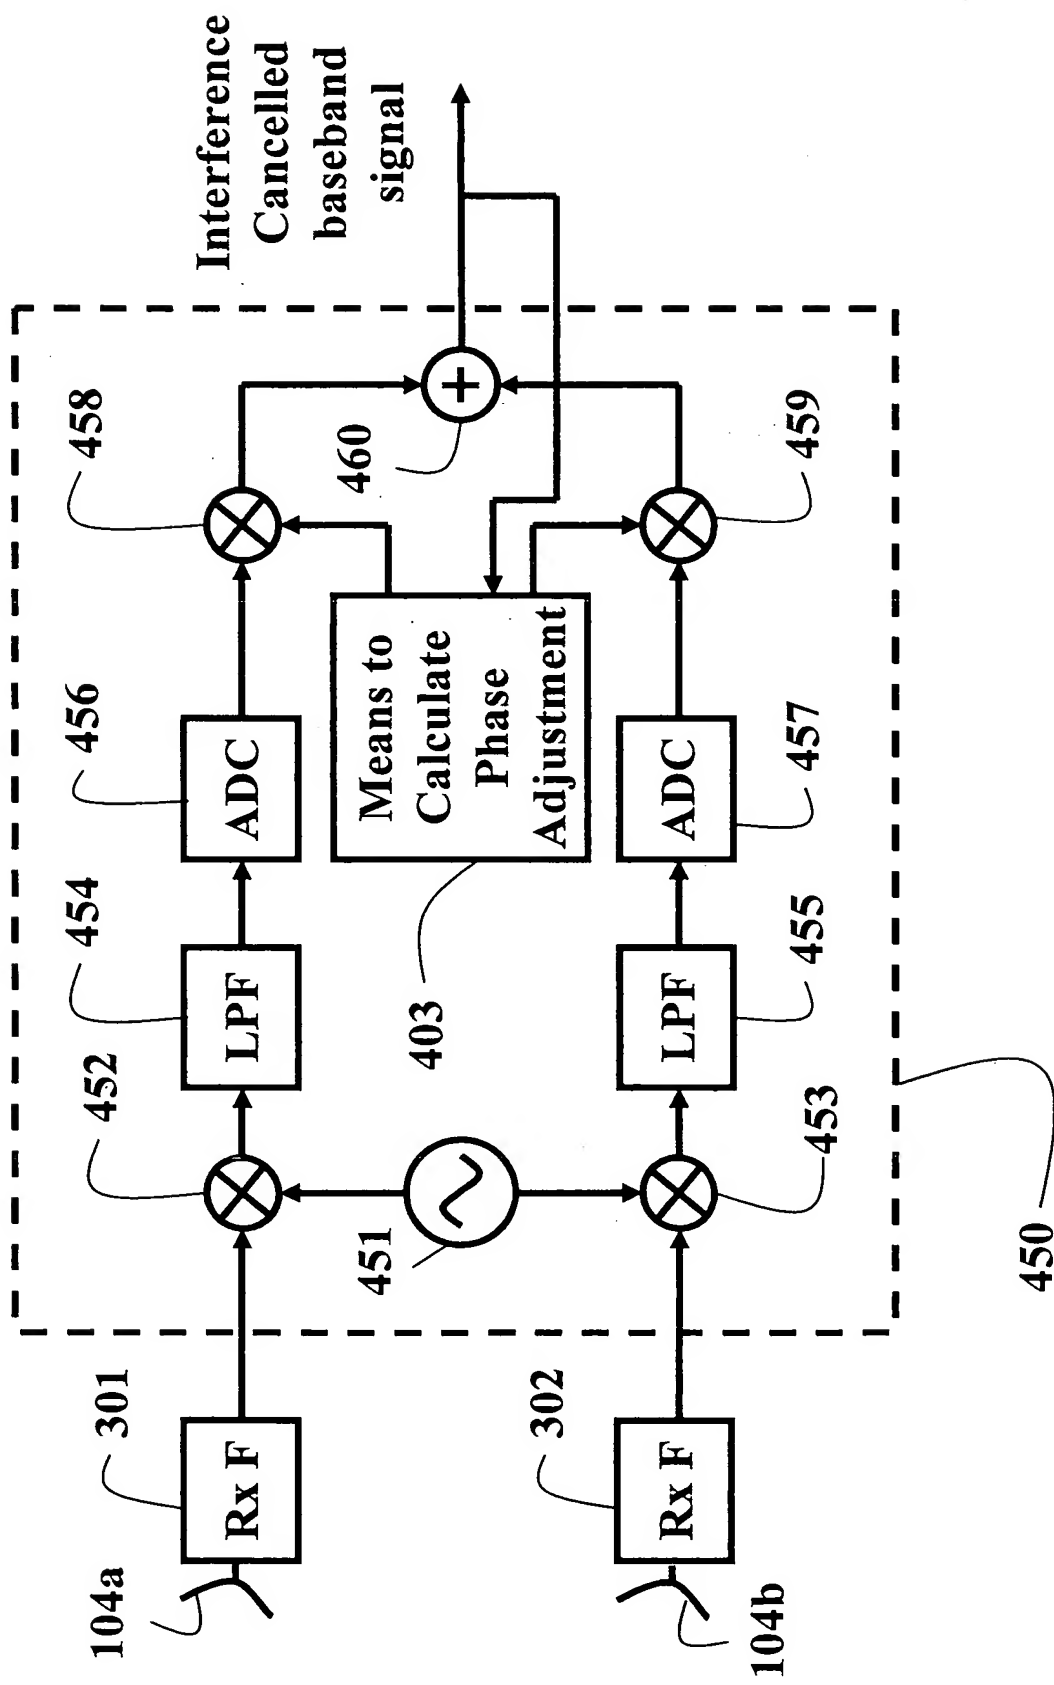 104a
301
Rx F
104b
302
Rx F
452
451
453
454
LPF
455
LPF
456
ADC
457
ADC
403
Means to
Calculate
Phase
Adjustment
458
459
460
+
Interference
Cancelled
baseband
signal
450